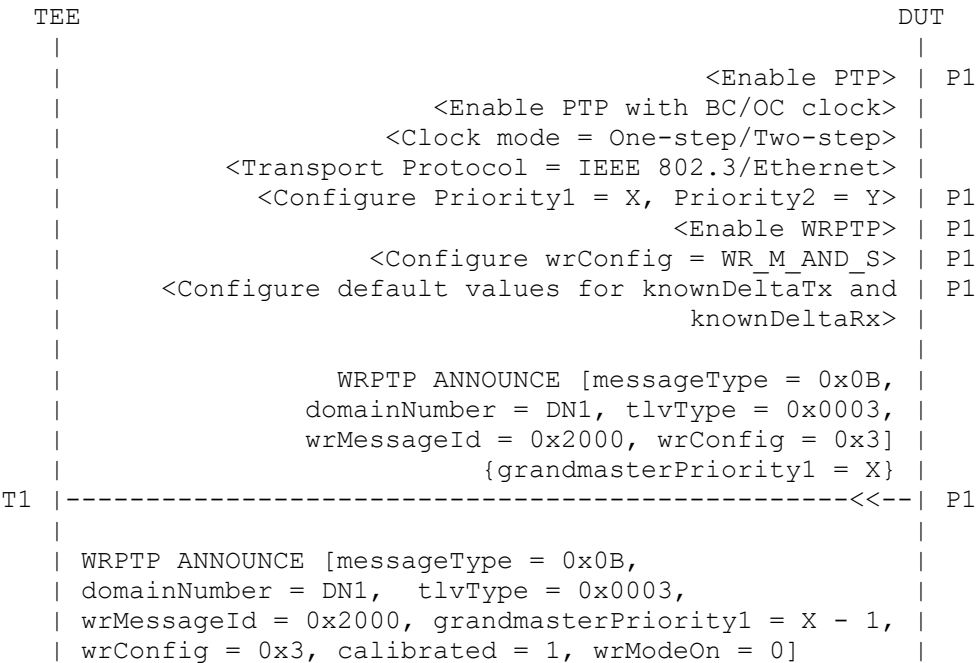 TEE DUT
| |
| <Enable PTP> | P1
| <Enable PTP with BC/OC clock> |
| <Clock mode = One-step/Two-step> |
| <Transport Protocol = IEEE 802.3/Ethernet> |
| <Configure Priority1 = X, Priority2 = Y> | P1
| <Enable WRPTP> | P1
| <Configure wrConfig = WR_M_AND_S> | P1
| <Configure default values for knownDeltaTx and | P1
| knownDeltaRx> |
| |
| WRPTP ANNOUNCE [messageType = 0x0B, |
| domainNumber = DN1, tlvType = 0x0003, |
| wrMessageId = 0x2000, wrConfig = 0x3] |
| {grandmasterPriority1 = X} |
T1 |-------------------------------------------------<<--| P1
| |
| WRPTP ANNOUNCE [messageType = 0x0B, |
| domainNumber = DN1, tlvType = 0x0003, |
| wrMessageId = 0x2000, grandmasterPriority1 = X - 1, |
| wrConfig = 0x3, calibrated = 1, wrModeOn = 0] |